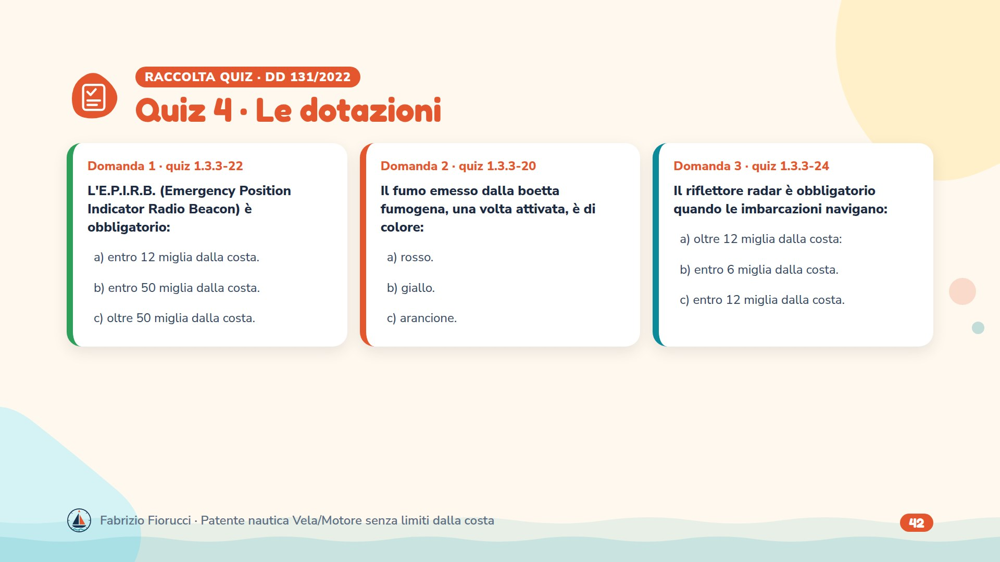 RACCOLTA QUIZ · DD 131/2022
Quiz 4 · Le dotazioni
Domanda 1 · quiz 1.3.3-22
L'E.P.I.R.B. (Emergency Position
Indicator Radio Beacon) è
obbligatorio:
a) entro 12 miglia dalla costa.
b) entro 50 miglia dalla costa.
c) oltre 50 miglia dalla costa.
Domanda 2 · quiz 1.3.3-20
Il fumo emesso dalla boetta
fumogena, una volta attivata, è di
colore:
a) rosso.
b) giallo.
c) arancione.
Domanda 3 · quiz 1.3.3-24
Il riflettore radar è obbligatorio
quando le imbarcazioni navigano:
a) oltre 12 miglia dalla costa:
b) entro 6 miglia dalla costa.
c) entro 12 miglia dalla costa.
Fabrizio Fiorucci · Patente nautica Vela/Motore senza limiti dalla costa
42